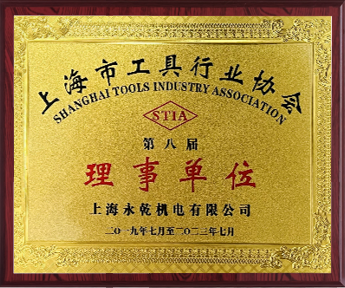 上海市工具行业协会
SHANGHAI TOOLS INDUSTRY ASSOCIATION
STIA
第八届
理事单位
上海永乾机电有限公司
二〇一九年七月至二〇二三年七月